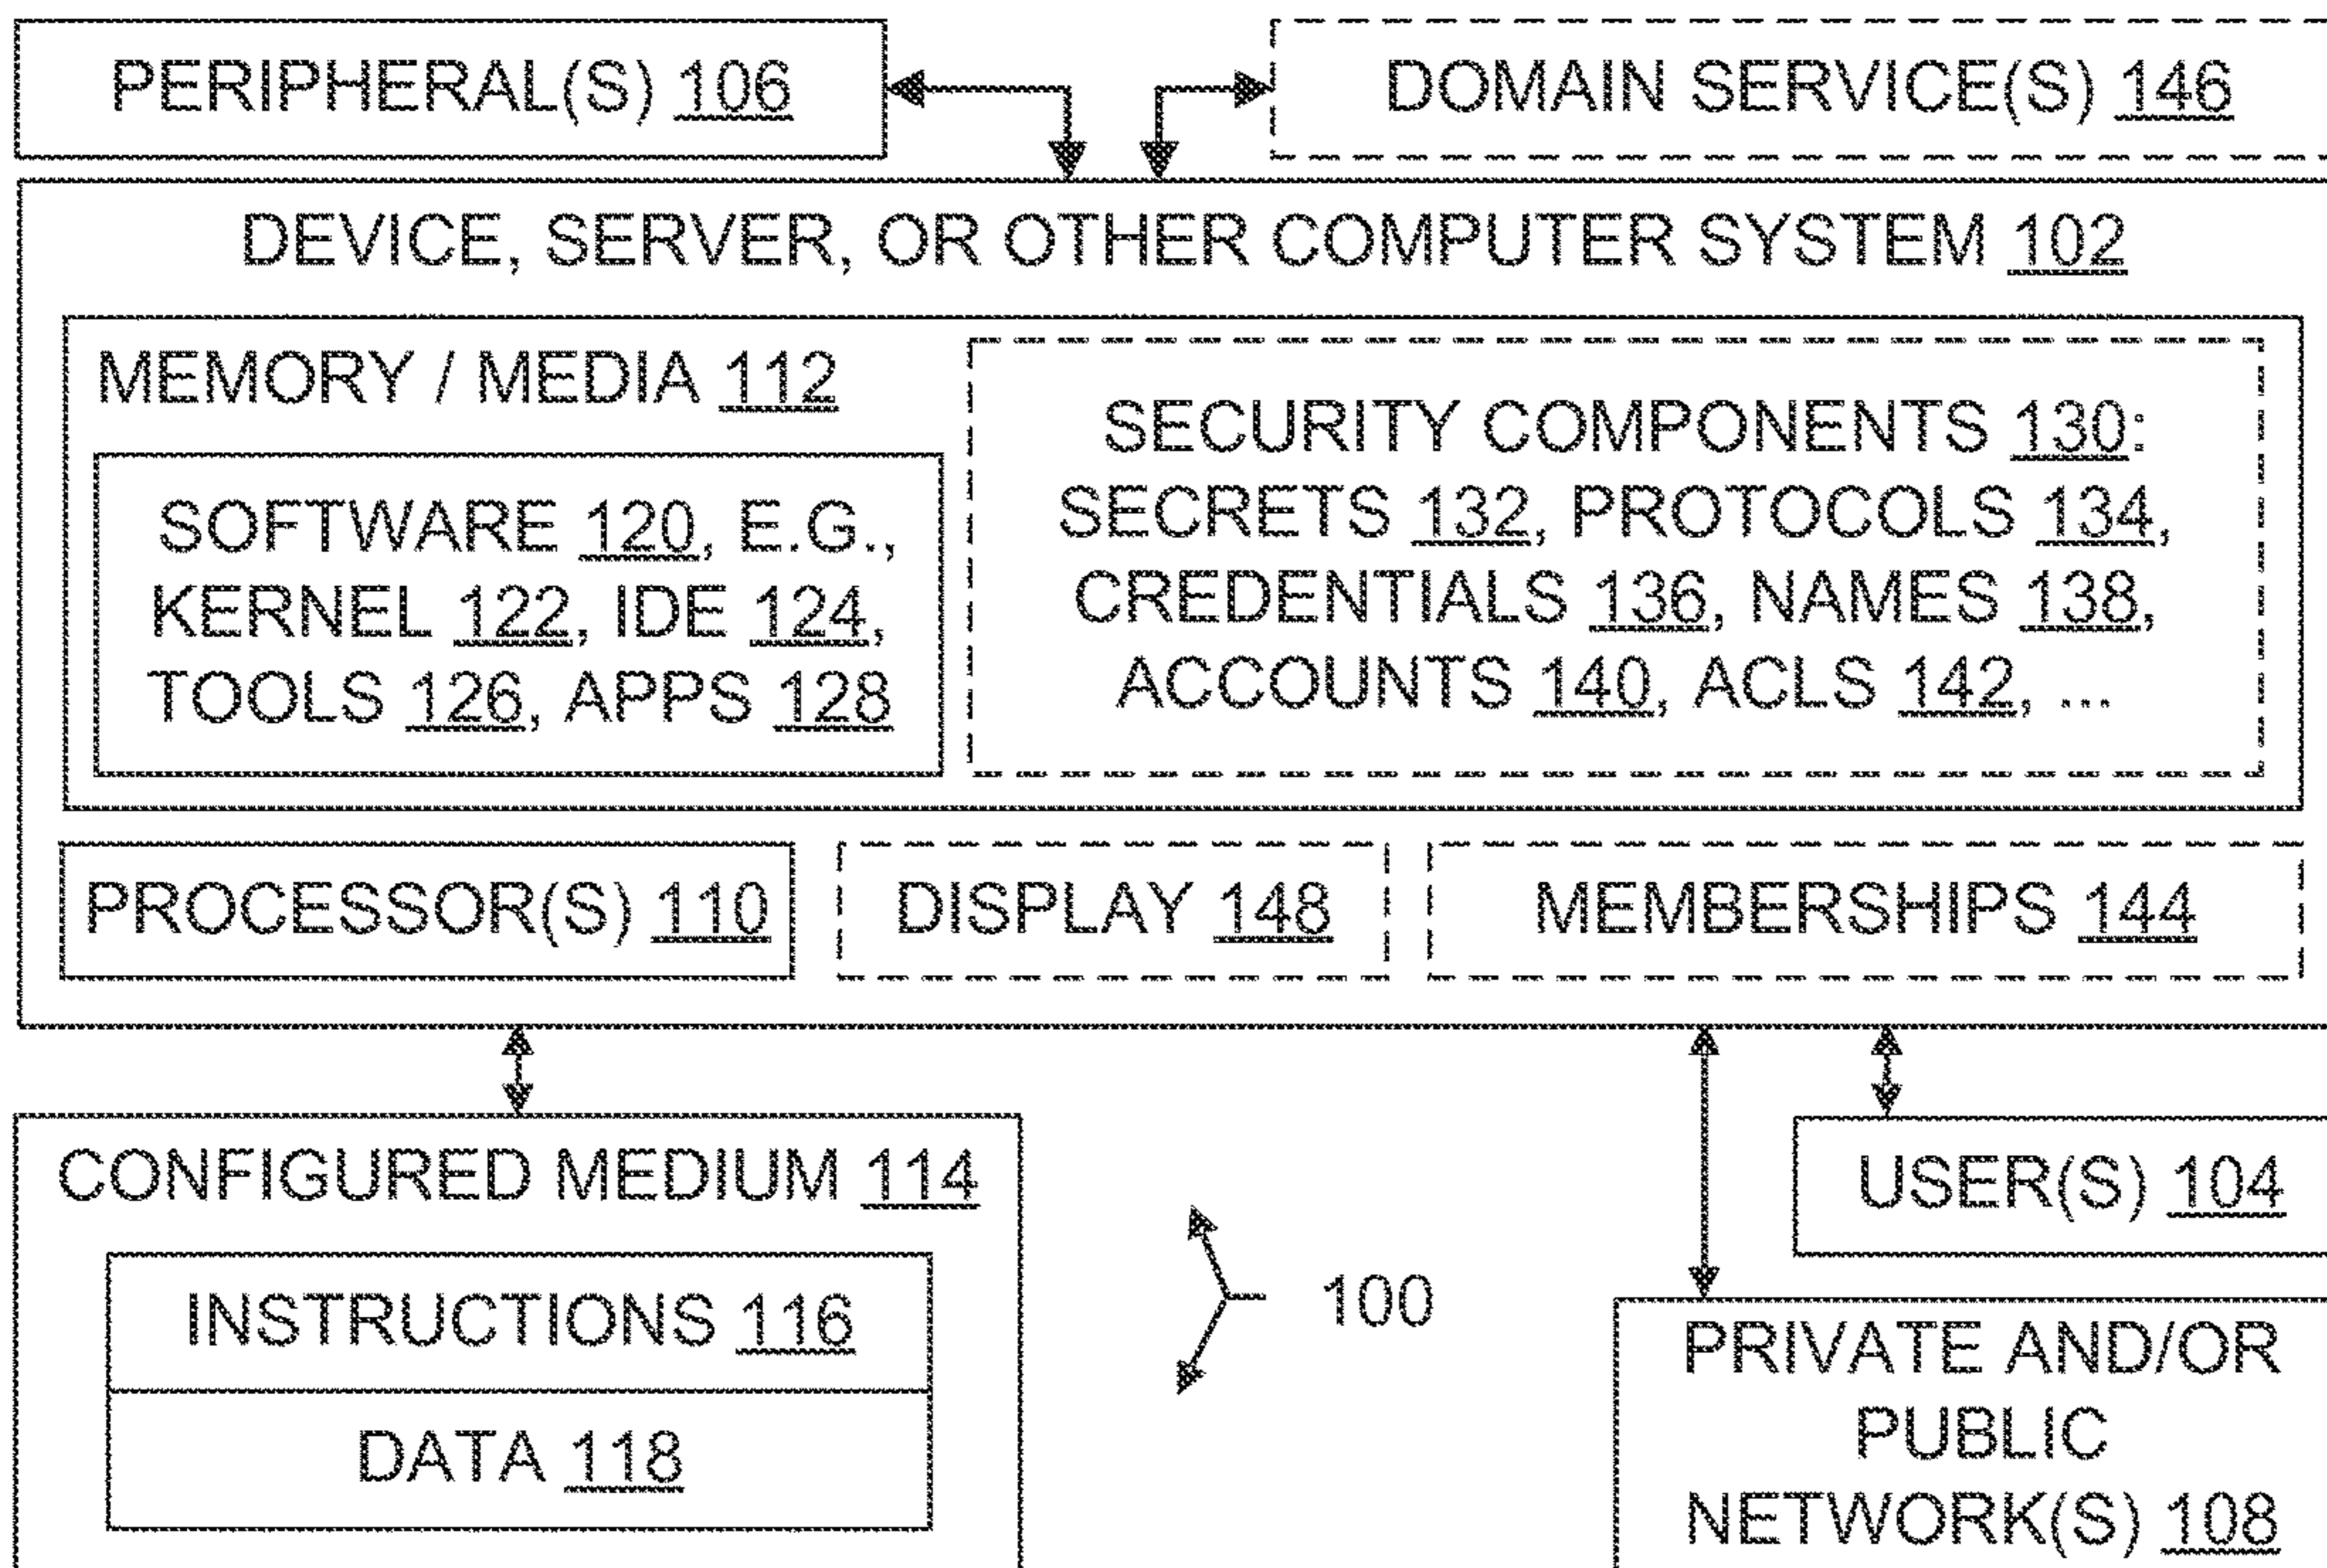 PERIPHERAL(S) 106
DOMAIN SERVICE(S) 146
DEVICE, SERVER, OR OTHER COMPUTER SYSTEM 102
MEMORY / MEDIA 112
SOFTWARE 120, E.G.,
KERNEL 122, IDE 124,
TOOLS 126, APPS 128
SECURITY COMPONENTS 130:
SECRETS 132, PROTOCOLS 134,
CREDENTIALS 136, NAMES 138,
ACCOUNTS 140, ACLS 142, ...
PROCESSOR(S) 110
DISPLAY 148
MEMBERSHIPS 144
CONFIGURED MEDIUM 114
INSTRUCTIONS 116
DATA 118
100
USER(S) 104
PRIVATE AND/OR
PUBLIC
NETWORK(S) 108